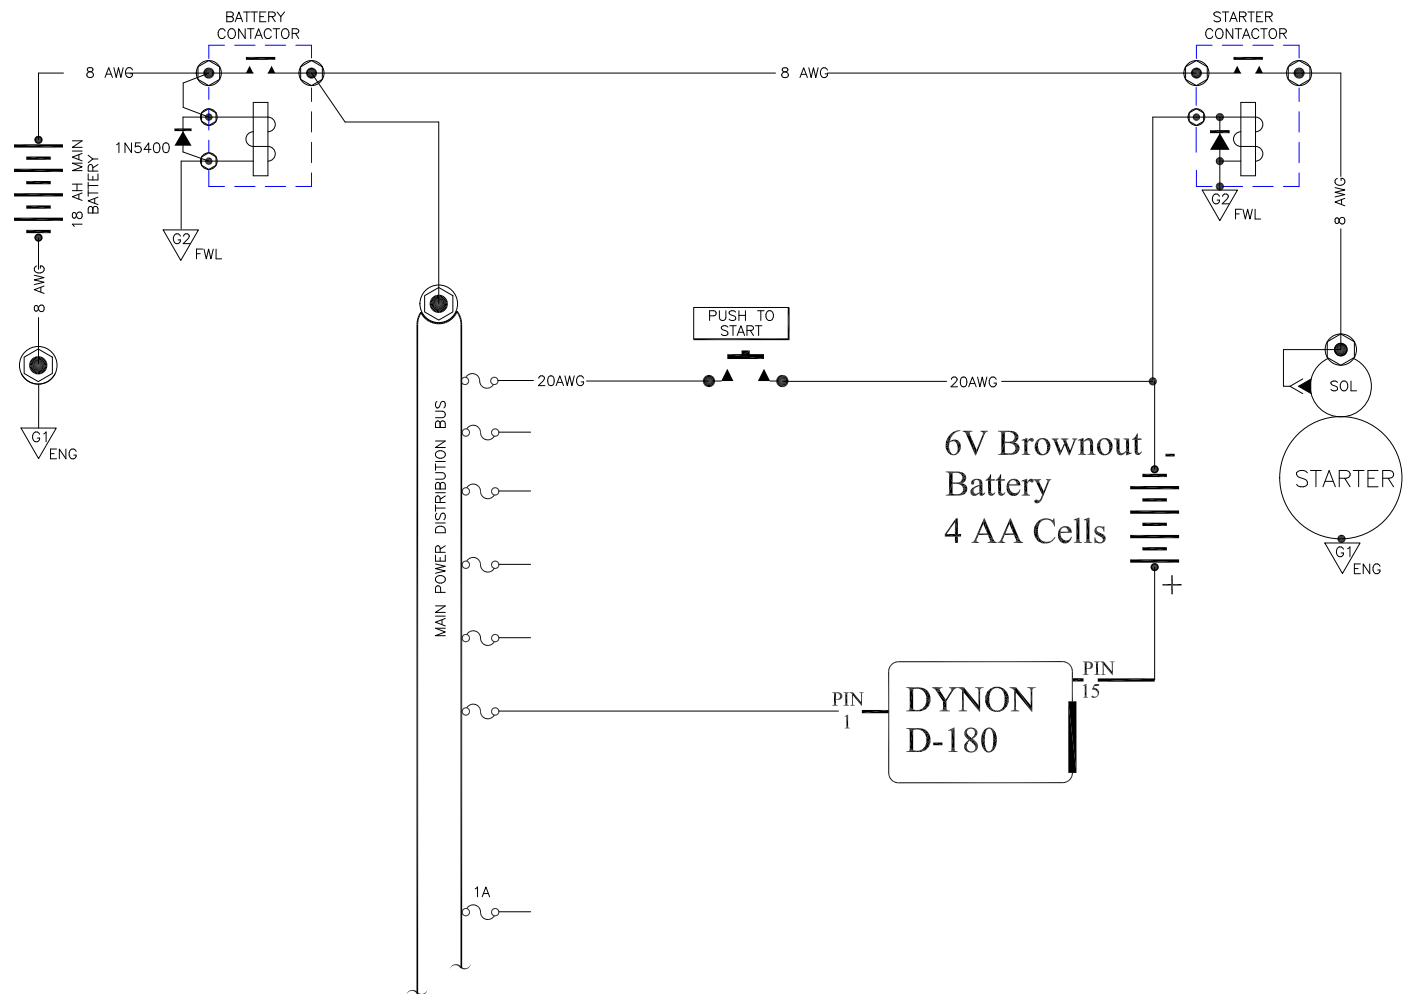 BATTERY
CONTACTOR
STARTER
CONTACTOR
8 AWG
8 AWG
1N5400
18 AH MAIN
BATTERY
G2
FWL
G2
FWL
8 AWG
8 AWG
PUSH TO
START
20AWG
20AWG
SOL
G1
ENG
MAIN POWER DISTRIBUTION BUS
6V Brownout
Battery
4 AA Cells
-
+
STARTER
G1
ENG
PIN
1
DYNON
D-180
PIN
15
1A